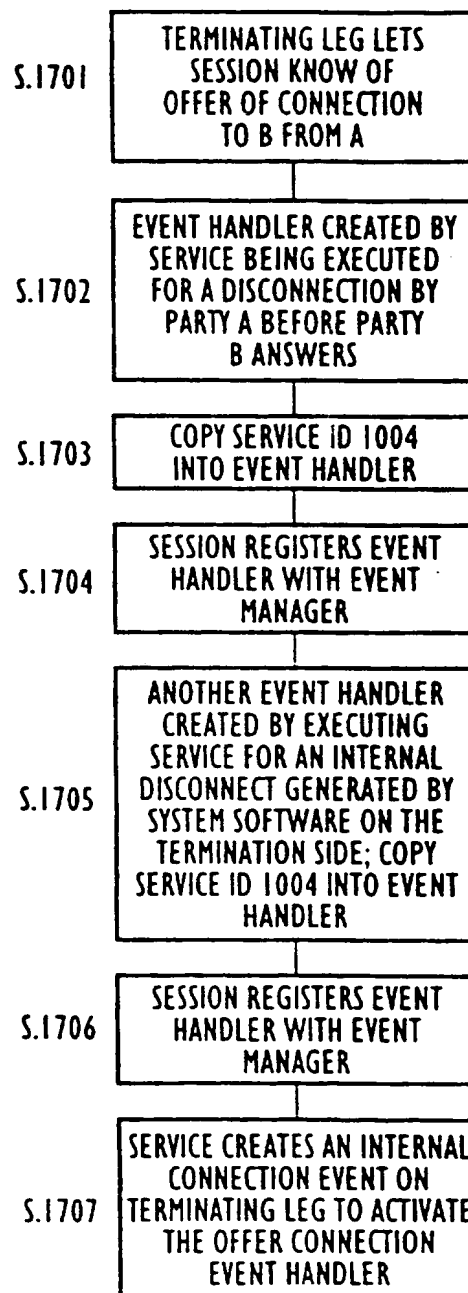 S.1701
TERMINATING LEG LETS
SESSION KNOW OF
OFFER OF CONNECTION
TO B FROM A
S.1702
EVENT HANDLER CREATED BY
SERVICE BEING EXECUTED
FOR A DISCONNECTION BY
PARTY A BEFORE PARTY
B ANSWERS
S.1703
COPY SERVICE ID 1004
INTO EVENT HANDLER
S.1704
SESSION REGISTERS EVENT
HANDLER WITH EVENT
MANAGER
S.1705
ANOTHER EVENT HANDLER
CREATED BY EXECUTING
SERVICE FOR AN INTERNAL
DISCONNECT GENERATED BY
SYSTEM SOFTWARE ON THE
TERMINATION SIDE; COPY
SERVICE ID 1004 INTO EVENT
HANDLER
S.1706
SESSION REGISTERS EVENT
HANDLER WITH EVENT
MANAGER
S.1707
SERVICE CREATES AN INTERNAL
CONNECTION EVENT ON
TERMINATING LEG TO ACTIVATE
THE OFFER CONNECTION
EVENT HANDLER